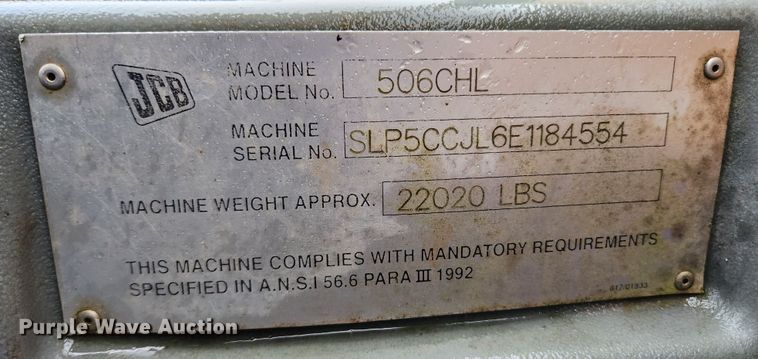 JCB
MACHINE MODEL No. 506CHL
MACHINE SERIAL No. SLP5CCJL6E1184554
MACHINE WEIGHT APPROX. 22020 LBS
THIS MACHINE COMPLIES WITH MANDATORY REQUIREMENTS
SPECIFIED IN A.N.S.I 56.6 PARA III 1992
Purple Wave Auction